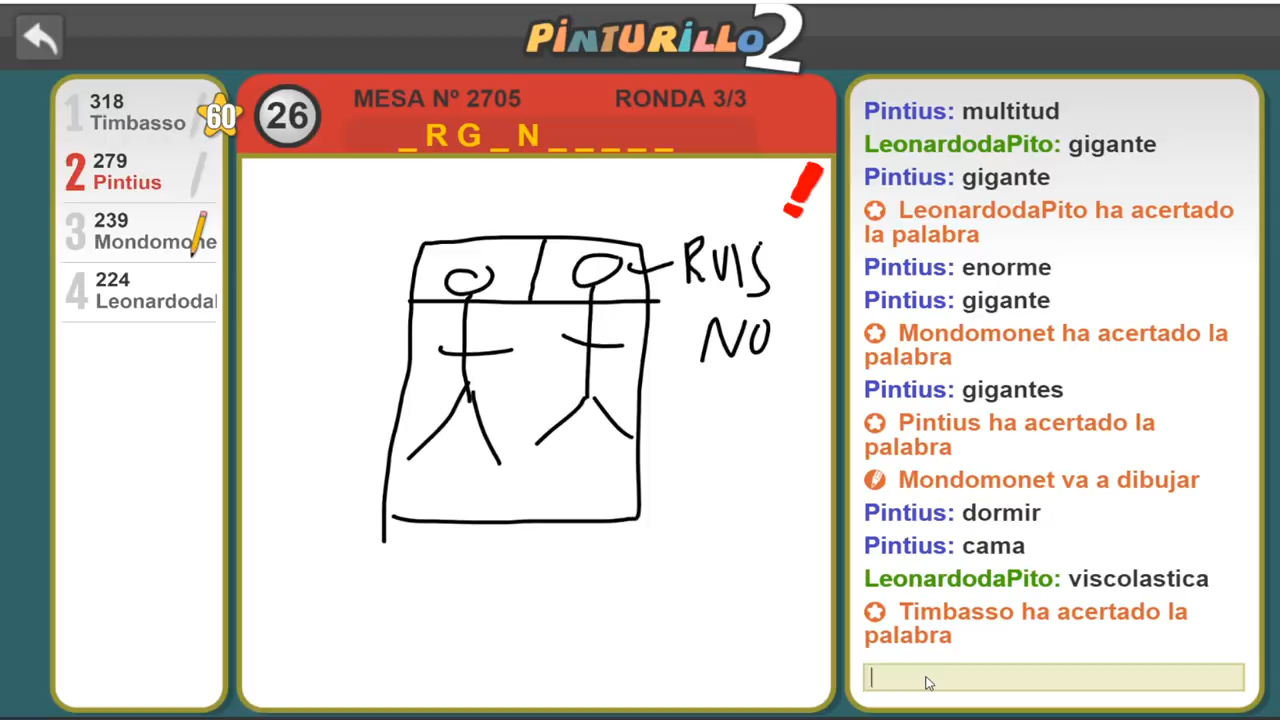 PiNTURiLLo 2
1 318
Timbasso
60
2 279
Pintius
3 239
Mondomone
4 224
Leonardodal
26
MESA Nº 2705
RONDA 3/3
_ R G _ N _ _ _ _ _
RUIS
NO
Pintius: multitud
LeonardodaPito: gigante
Pintius: gigante
LeonardodaPito ha acertado
la palabra
Pintius: enorme
Pintius: gigante
Mondomonet ha acertado la
palabra
Pintius: gigantes
Pintius ha acertado la
palabra
Mondomonet va a dibujar
Pintius: dormir
Pintius: cama
LeonardodaPito: viscolastica
Timbasso ha acertado la
palabra